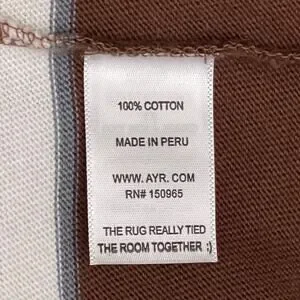 100% COTTON
MADE IN PERU
WWW. AYR. COM
RN# 150965
THE RUG REALLY TIED
THE ROOM TOGETHER :)